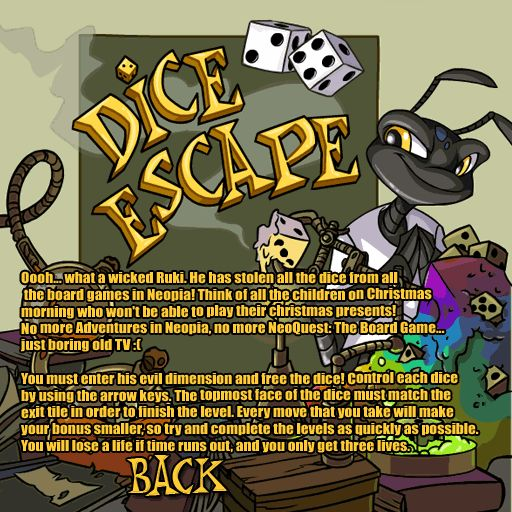 DICE
ESCAPE
Oooh... what a wicked Ruki. He has stolen all the dice from all
the board games in Neopia! Think of all the children on Christmas
morning who won't be able to play their christmas presents!
No more Adventures in Neopia, no more NeoQuest: The Board Game...
just boring old TV :(
You must enter his evil dimension and free the dice! Control each dice
by using the arrow keys. The topmost face of the dice must match the
exit tile in order to finish the level. Every move that you take will make
your bonus smaller, so try and complete the levels as quickly as possible.
You will lose a life if time runs out, and you only get three lives.
BACK